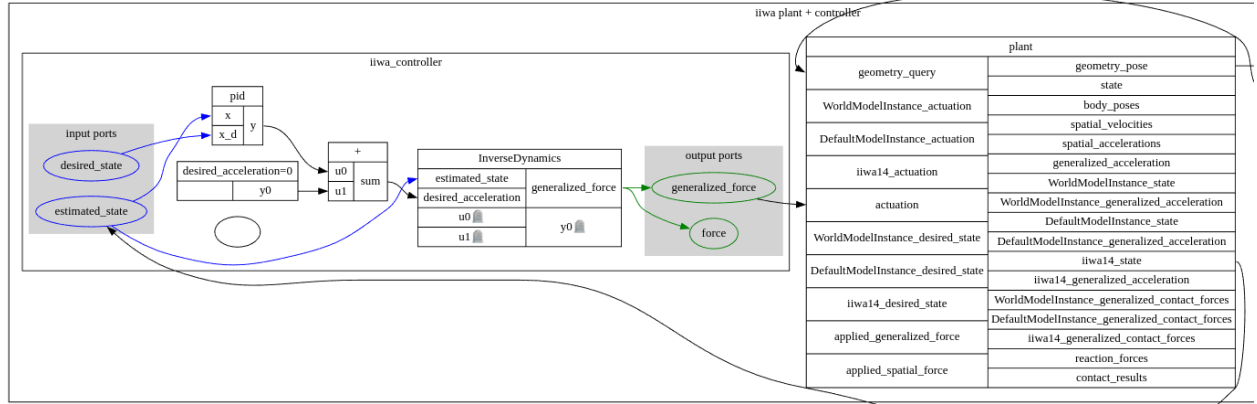 iiwa plant + controller
iiwa_controller
input ports
desired_state
estimated_state
pid
x
x_d
y
desired_acceleration=0
y0
+
u0
u1
sum
InverseDynamics
estimated_state
desired_acceleration
u0🪦
u1🪦
generalized_force
y0🪦
output ports
generalized_force
force
plant
geometry_query
WorldModelInstance_actuation
DefaultModelInstance_actuation
iiwa14_actuation
actuation
WorldModelInstance_desired_state
DefaultModelInstance_desired_state
iiwa14_desired_state
applied_generalized_force
applied_spatial_force
geometry_pose
state
body_poses
spatial_velocities
spatial_accelerations
generalized_acceleration
WorldModelInstance_state
WorldModelInstance_generalized_acceleration
DefaultModelInstance_state
DefaultModelInstance_generalized_acceleration
iiwa14_state
iiwa14_generalized_acceleration
WorldModelInstance_generalized_contact_forces
DefaultModelInstance_generalized_contact_forces
iiwa14_generalized_contact_forces
reaction_forces
contact_results